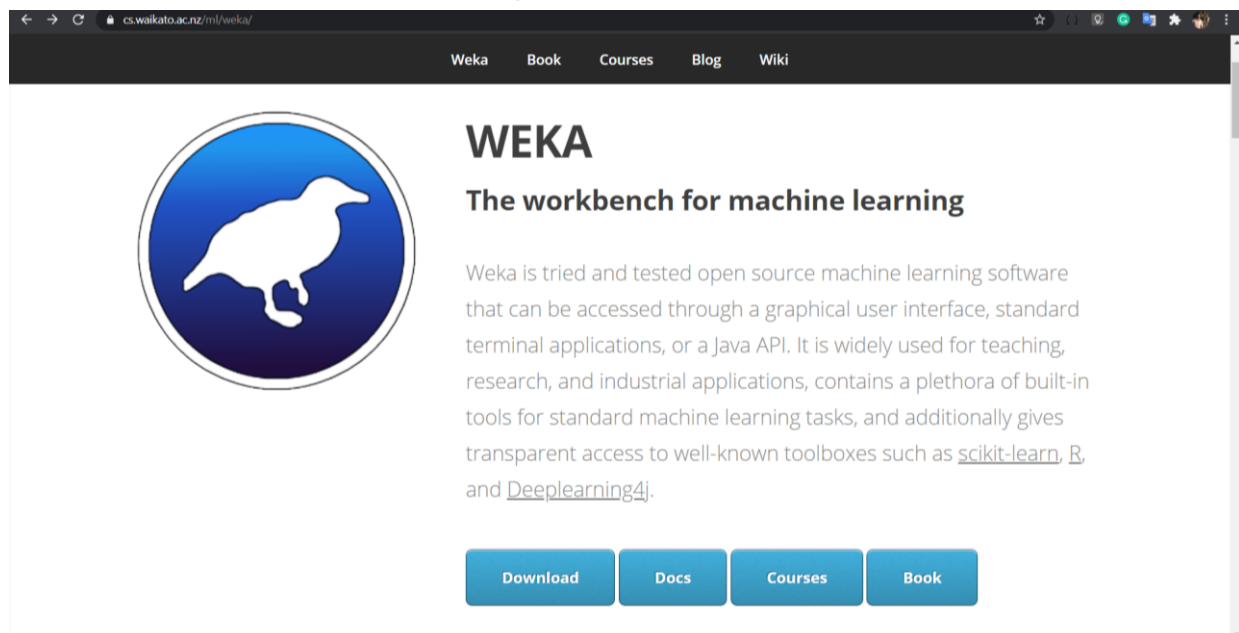 cs.waikato.ac.nz/ml/weka/
Weka Book Courses Blog Wiki
WEKA
The workbench for machine learning
Weka is tried and tested open source machine learning software
that can be accessed through a graphical user interface, standard
terminal applications, or a Java API. It is widely used for teaching,
research, and industrial applications, contains a plethora of built-in
tools for standard machine learning tasks, and additionally gives
transparent access to well-known toolboxes such as scikit-learn, R,
and Deeplearning4j.
Download Docs Courses Book